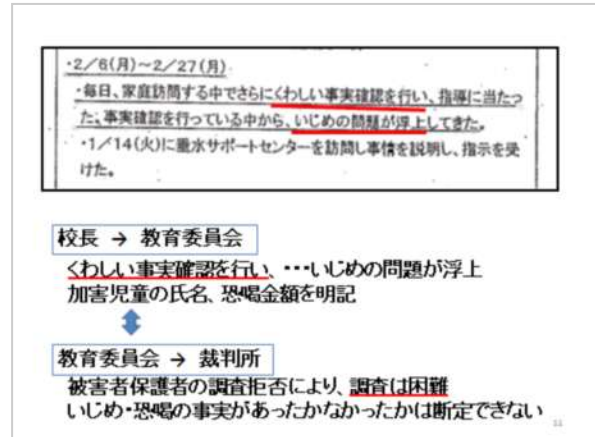 ・2/6(月)~2/27(月)
・毎日、家庭訪問する中でさらにくわしい事実確認を行い、指導に当たっ
た。事実確認を行っている中から、いじめの問題が浮上してきた。
・1/14(火)に垂水サポートセンターを訪問し事情を説明し、指示を受
けた。
校長 → 教育委員会
くわしい事実確認を行い、・・・いじめの問題が浮上
加害児童の氏名、恐喝金額を明記
教育委員会 → 裁判所
被害者保護者の調査拒否により、調査は困難
いじめ・恐喝の事実があったかなかったかは断定できない